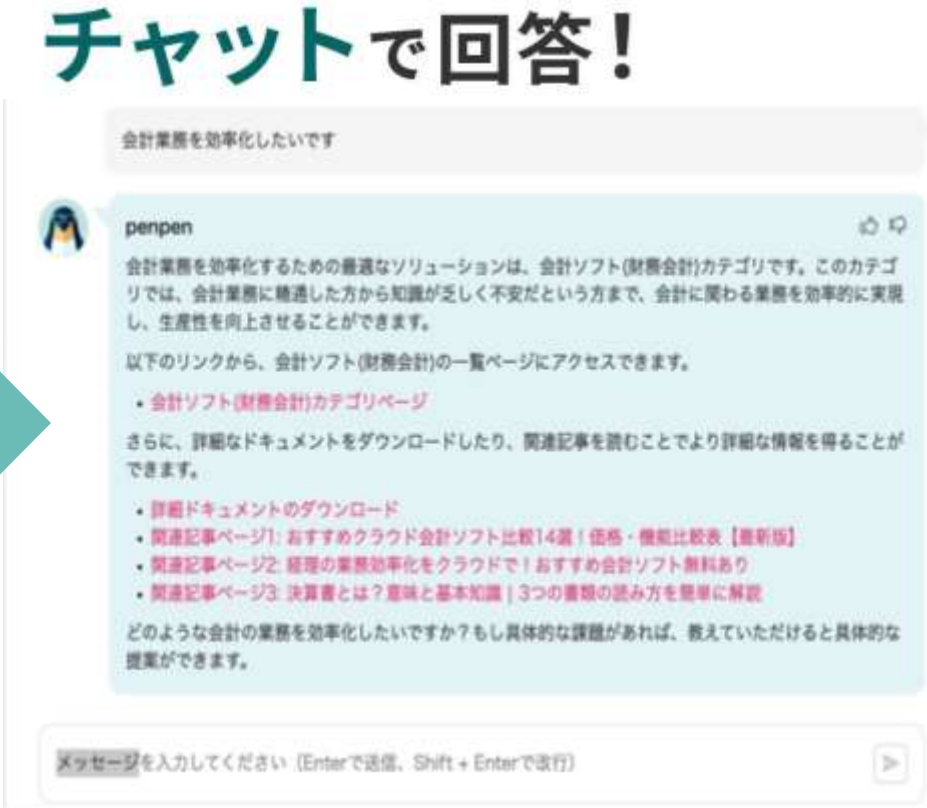 チャットで回答！
会計業務を効率化したいです
penpen
会計業務を効率化するための最適なソリューションは、会計ソフト(財務会計)カテゴリです。このカテゴ
リでは、会計業務に精通した方から知識が乏しく不安だという方まで、会計に関わる業務を効率的に実現
し、生産性を向上させることができます。
以下のリンクから、会計ソフト(財務会計)の一覧ページにアクセスできます。
• 会計ソフト(財務会計)カテゴリページ
さらに、詳細なドキュメントをダウンロードしたり、関連記事を読むことでより詳細な情報を得ることが
できます。
• 詳細ドキュメントのダウンロード
• 関連記事ページ1: おすすめクラウド会計ソフト比較14選！価格・機能比較表【最新版】
• 関連記事ページ2: 経理の業務効率化をクラウドで！おすすめ会計ソフト無料あり
• 関連記事ページ3: 決算書とは？意味と基本知識 | 3つの書類の読み方を簡単に解説
どのような会計の業務を効率化したいですか？もし具体的な課題があれば、教えていただけると具体的な
提案ができます。
メッセージを入力してください（Enterで送信、Shift + Enterで改行）